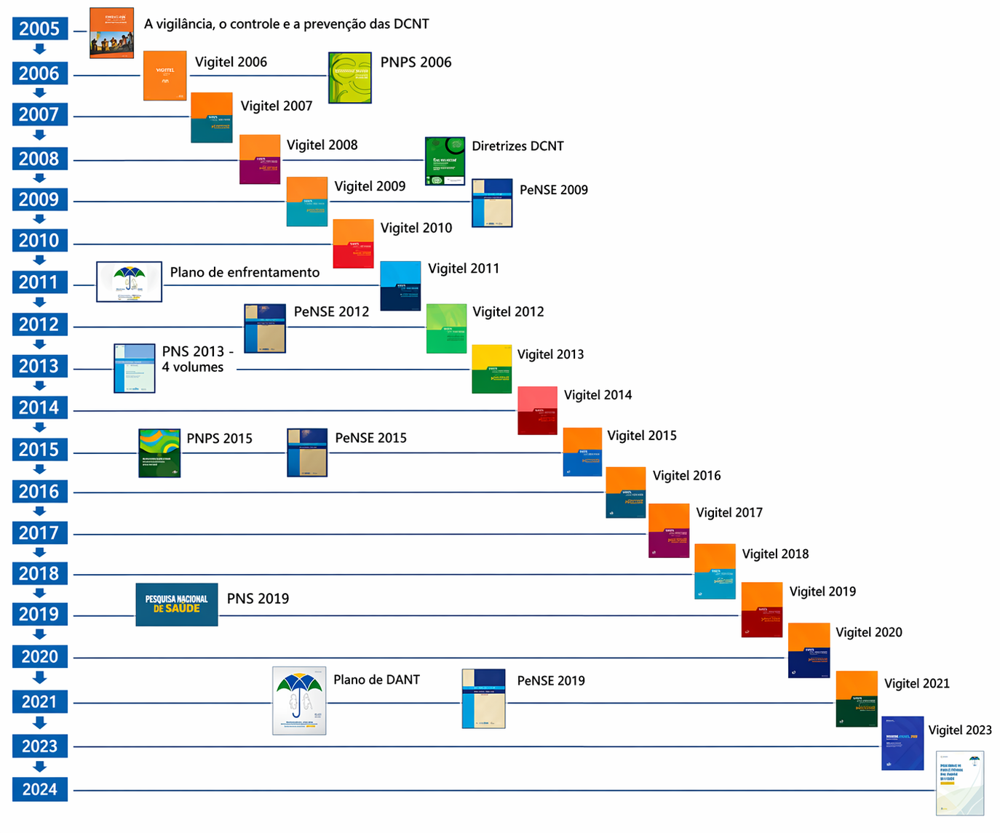 2005
A vigilância, o controle e a prevenção das DCNT
2006
VIGITEL
Vigitel 2006
PNPS 2006
2007
Vigitel 2007
2008
Vigitel 2008
Diretrizes DCNT
2009
Vigitel 2009
PeNSE 2009
2010
Vigitel 2010
2011
Plano de enfrentamento
Vigitel 2011
2012
PeNSE 2012
Vigitel 2012
2013
PNS 2013 -
4 volumes
Vigitel 2013
2014
Vigitel 2014
2015
PNPS 2015
PeNSE 2015
Vigitel 2015
2016
Vigitel 2016
2017
Vigitel 2017
2018
Vigitel 2018
2019
PESQUISA NACIONAL
DE SAÚDE
PNS 2019
Vigitel 2019
2020
Vigitel 2020
2021
Plano de DANT
PeNSE 2019
Vigitel 2021
2023
Vigitel 2023
2024